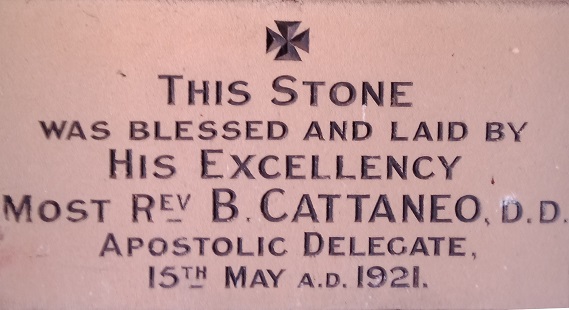 THIS STONE
WAS BLESSED AND LAID BY
HIS EXCELLENCY
MOST REV B. CATTANEO, D.D.
APOSTOLIC DELEGATE,
15TH MAY A.D. 1921.